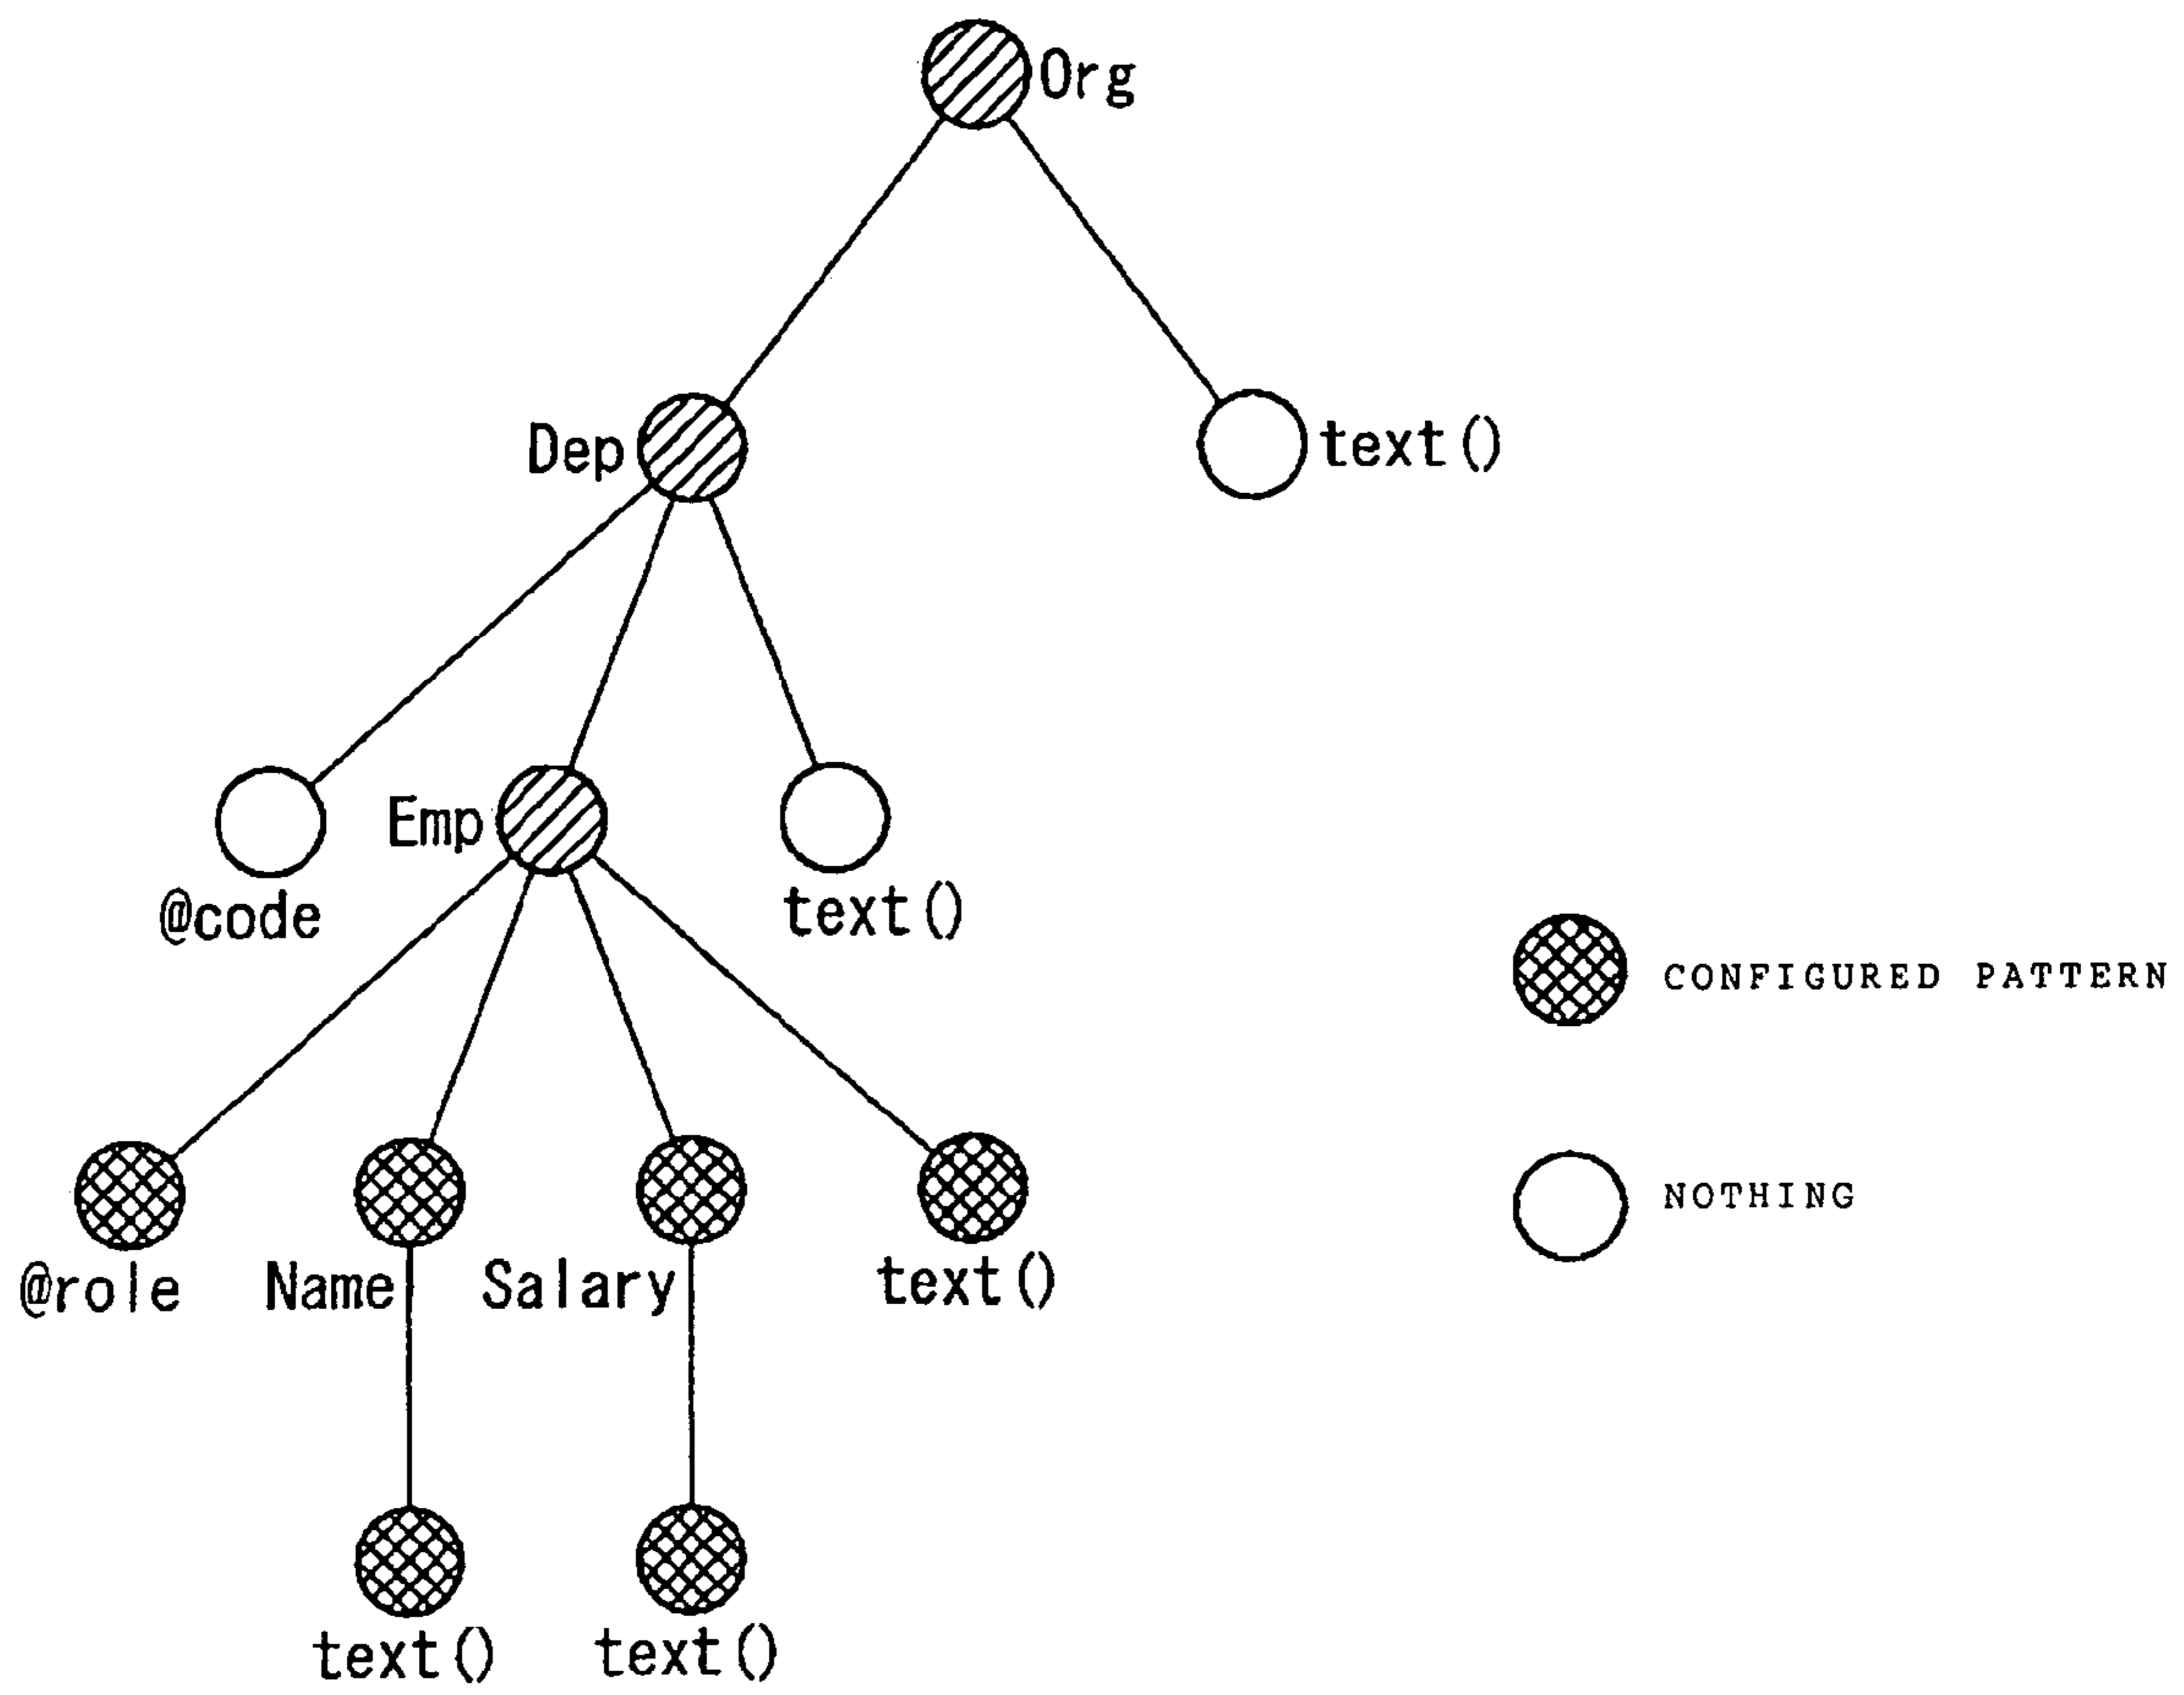 Org
Dep
text()
@code
Emp
text()
CONFIGURED PATTERN
NOTHING
@role
Name
Salary
text()
text()
text()